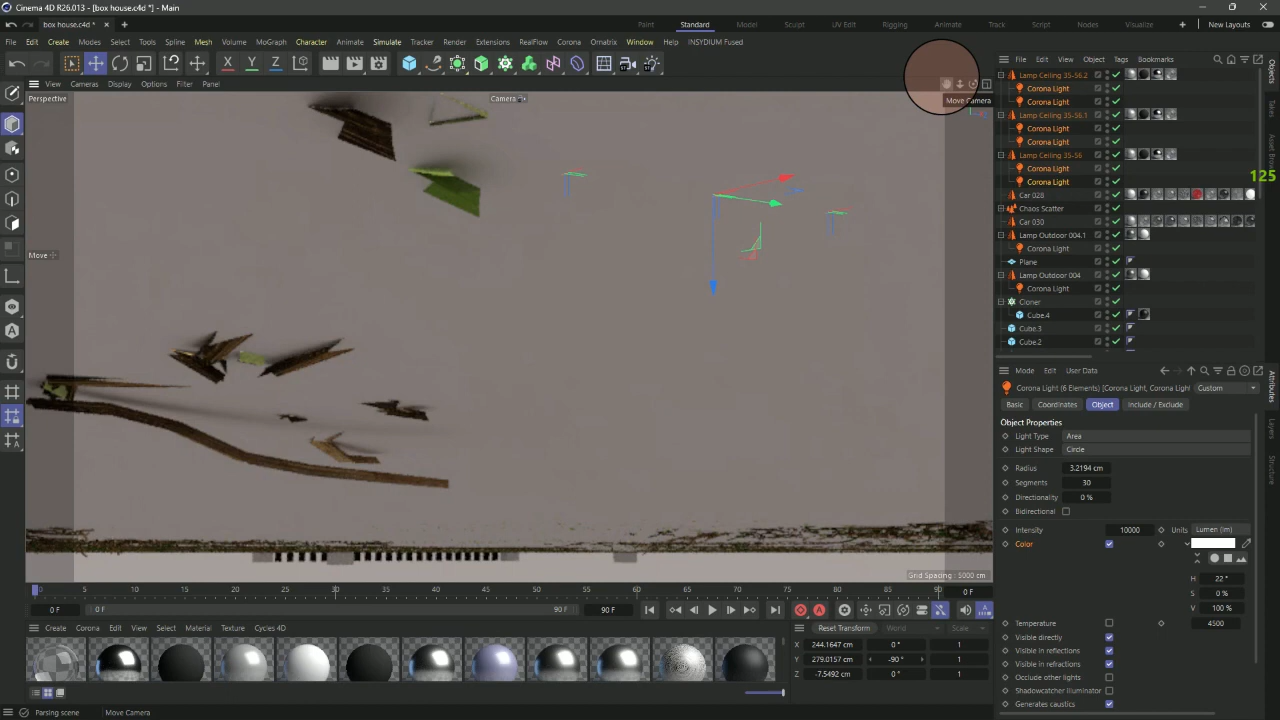 Cinema 4D R26.013 - [box house.c4d *] - Main
box house.c4d *
Paint Standard Model Sculpt UV Edit Rigging Animate Track Script Nodes Visualize New Layouts
File Edit Create Modes Select Tools Spline Mesh Volume MoGraph Character Animate Simulate Tracker Render Extensions RealFlow Corona Ornatrix Window Help INSYDIUM Fused
X Y Z
File Edit View Object Tags Bookmarks
View Cameras Display Options Filter Panel
Perspective
Camera
Move Camera
Move
Grid Spacing : 5000 cm
Lamp Ceiling 35-56.2
Corona Light
Corona Light
Lamp Ceiling 35-56.1
Corona Light
Corona Light
Lamp Ceiling 35-56
Corona Light
Corona Light
125
Car 028
Chaos Scatter
Car 030
Lamp Outdoor 004.1
Corona Light
Plane
Lamp Outdoor 004
Corona Light
Cloner
Cube.4
Cube.3
Cube.2
Objects
Takes
Asset Browser
Mode Edit User Data
Corona Light (6 Elements) [Corona Light, Corona Light Custom
Basic Coordinates Object Include / Exclude
Object Properties
Light Type Area
Light Shape Circle
Radius 3.2194 cm
Segments 30
Directionality 0 %
Bidirectional
Intensity 10000 Units Lumen (lm)
Color
H 22 °
S 0 %
V 100 %
Temperature 4500
Visible directly
Visible in reflections
Visible in refractions
Occlude other lights
Shadowcatcher illuminator
Generates caustics
Attributes
Layers
Structure
0 5 10 15 20 25 30 35 40 45 50 55 60 65 70 75 80 85 90 0 F
0 F 0 F 90 F 90 F
Create Corona Edit View Select Material Texture Cycles 4D
Reset Transform World Scale
X 244.1647 cm 0 ° 1
Y 279.0157 cm -90 ° 1
Z -7.5492 cm 0 ° 1
Parsing scene Move Camera